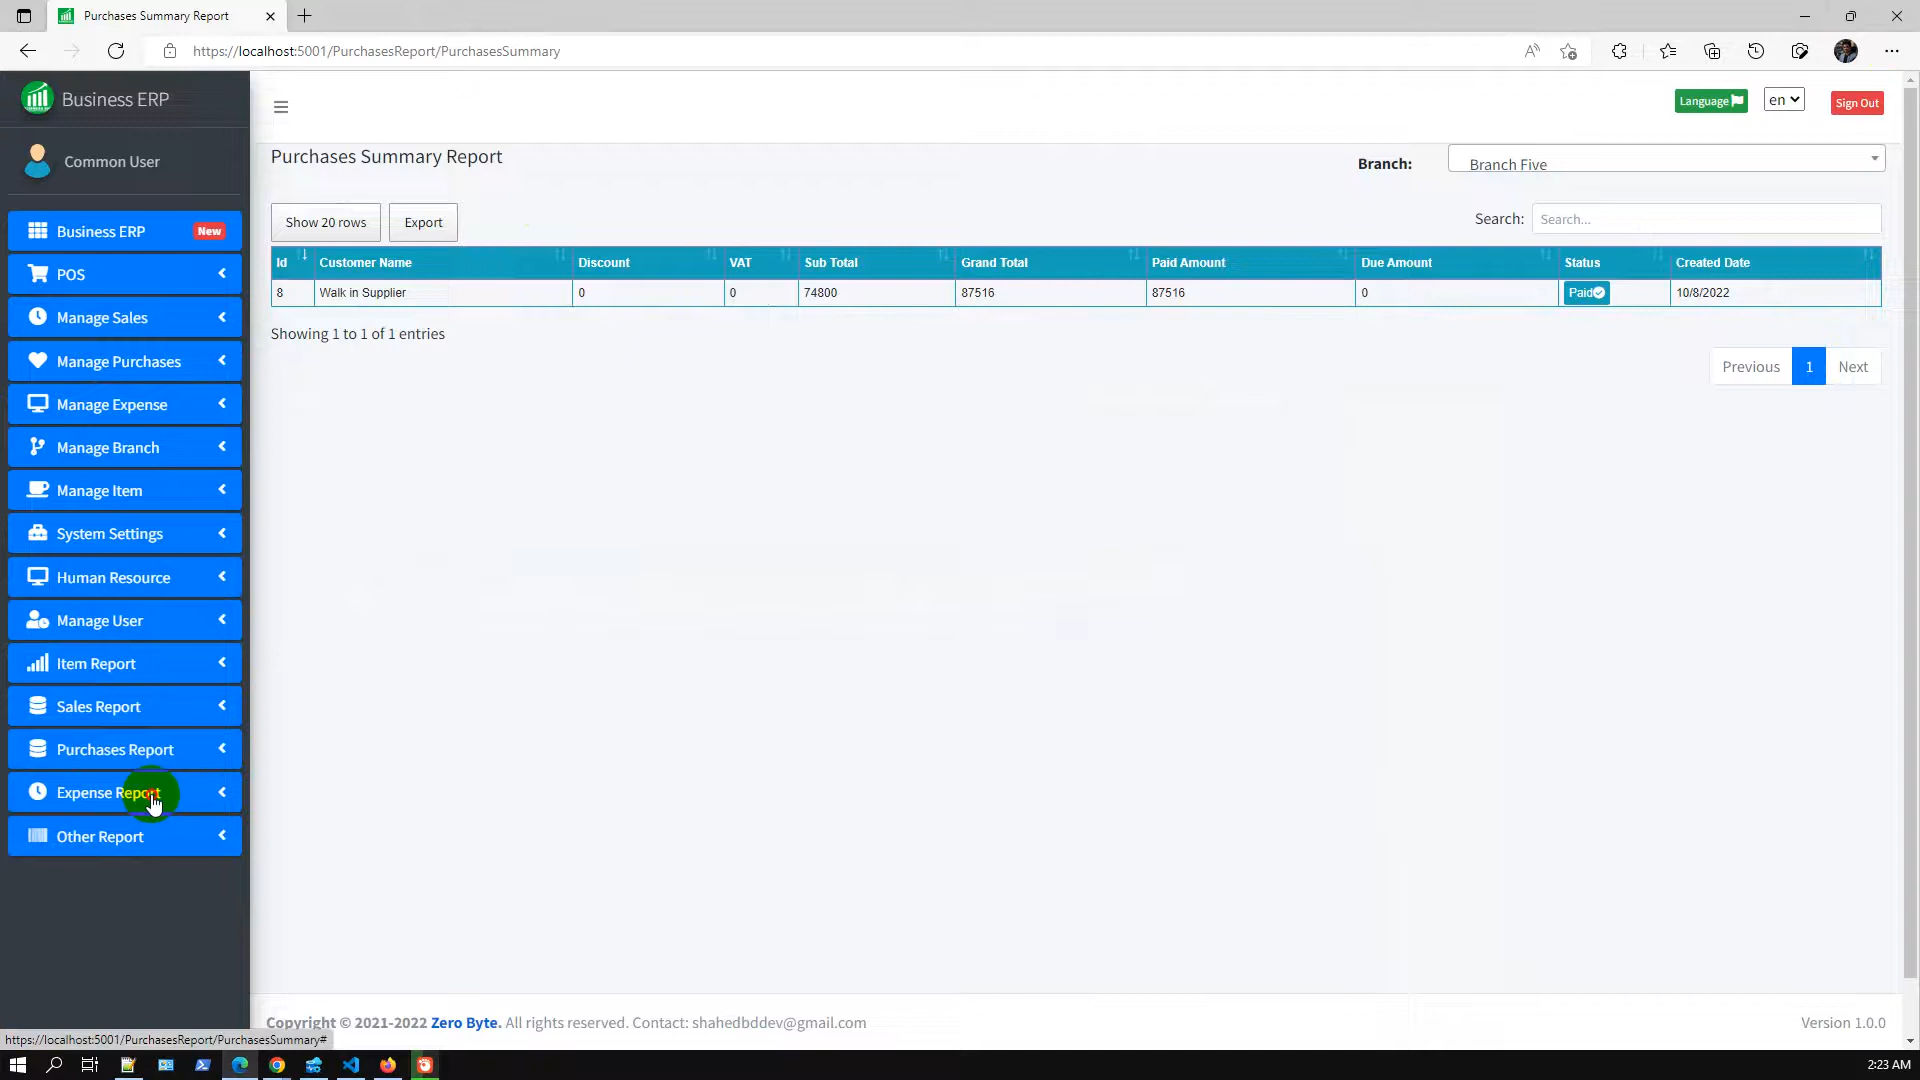 Purchases Summary Report
https://localhost:5001/PurchasesReport/PurchasesSummary
Business ERP
Language
en
Sign Out
Common User
Purchases Summary Report
Branch:
Branch Five
Business ERP New
POS
Manage Sales
Manage Purchases
Manage Expense
Manage Branch
Manage Item
System Settings
Human Resource
Manage User
Item Report
Sales Report
Purchases Report
Expense Report
Other Report
Show 20 rows
Export
Search:
Search...
Id Customer Name Discount VAT Sub Total Grand Total Paid Amount Due Amount Status Created Date
8 Walk in Supplier 0 0 74800 87516 87516 0 Paid 10/8/2022
Showing 1 to 1 of 1 entries
Previous 1 Next
Copyright © 2021-2022 Zero Byte. All rights reserved. Contact: shahedbddev@gmail.com
Version 1.0.0
https://localhost:5001/PurchasesReport/PurchasesSummary#
2:23 AM